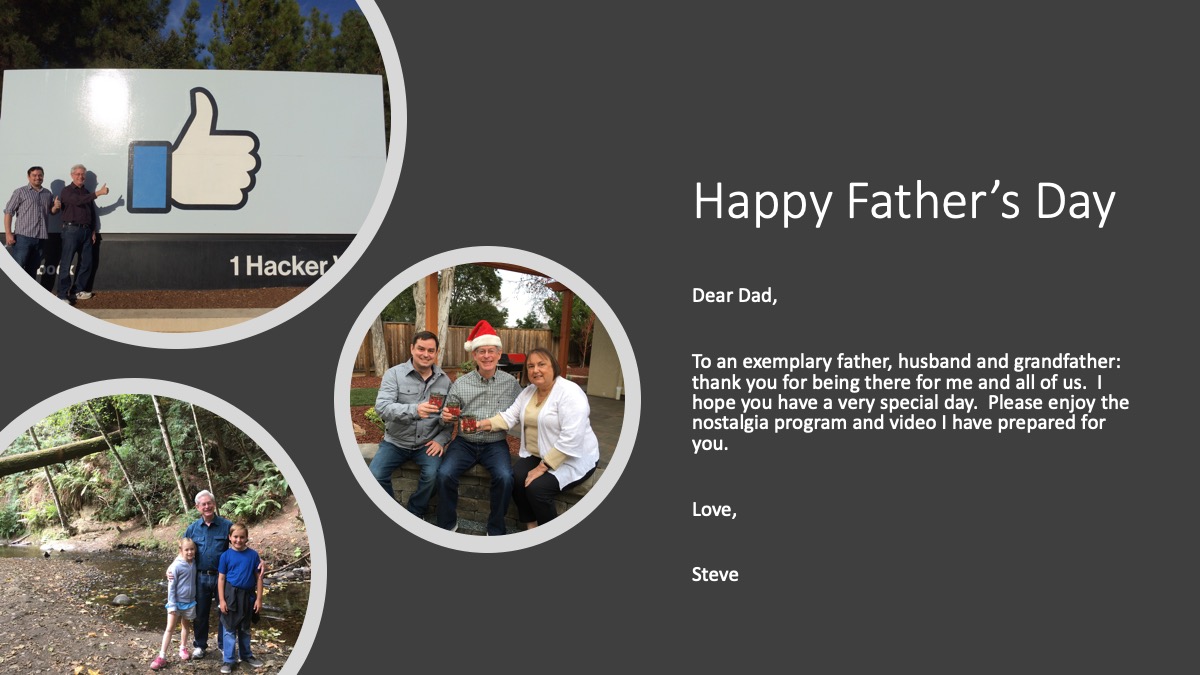 1 Hacker
Happy Father’s Day
Dear Dad,
To an exemplary father, husband and grandfather:
thank you for being there for me and all of us.  I
hope you have a very special day.  Please enjoy the
nostalgia program and video I have prepared for
you.
Love,
Steve